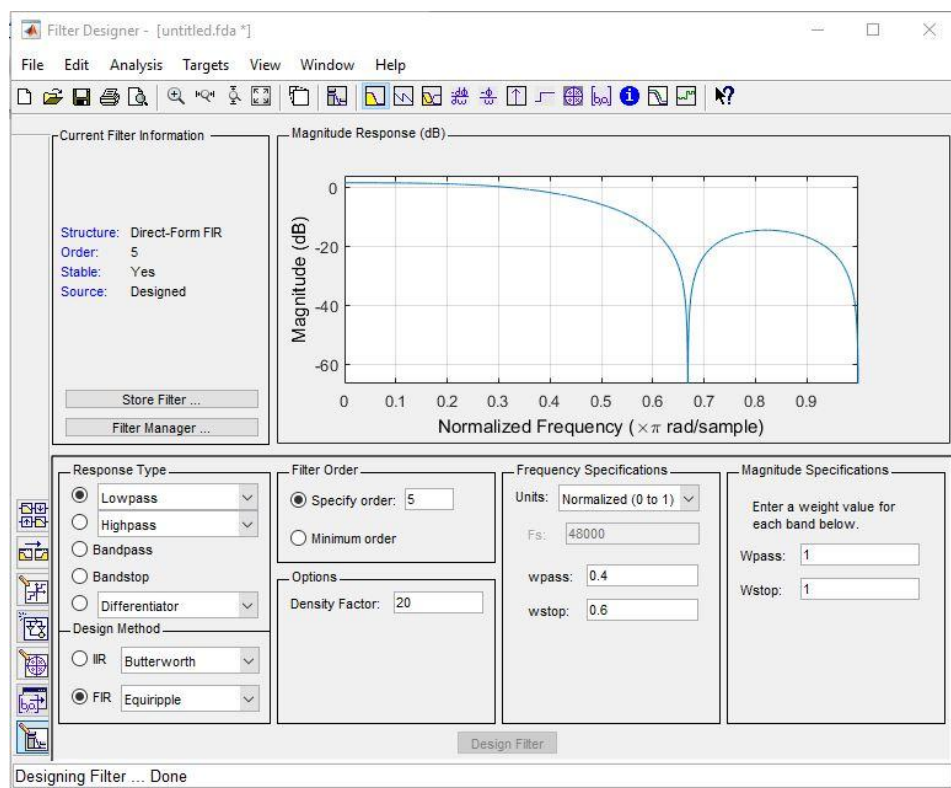 Filter Designer - [untitled.fda *]
File Edit Analysis Targets View Window Help
Current Filter Information
Structure: Direct-Form FIR
Order: 5
Stable: Yes
Source: Designed
Store Filter ...
Filter Manager ...
Magnitude Response (dB)
Magnitude (dB)
0
-20
-40
-60
0 0.1 0.2 0.3 0.4 0.5 0.6 0.7 0.8 0.9
Normalized Frequency (×π rad/sample)
Response Type
Lowpass
Highpass
Bandpass
Bandstop
Differentiator
Design Method
IIR Butterworth
FIR Equiripple
Filter Order
Specify order: 5
Minimum order
Options
Density Factor: 20
Frequency Specifications
Units: Normalized (0 to 1)
Fs: 48000
wpass: 0.4
wstop: 0.6
Magnitude Specifications
Enter a weight value for
each band below.
Wpass: 1
Wstop: 1
Design Filter
Designing Filter ... Done